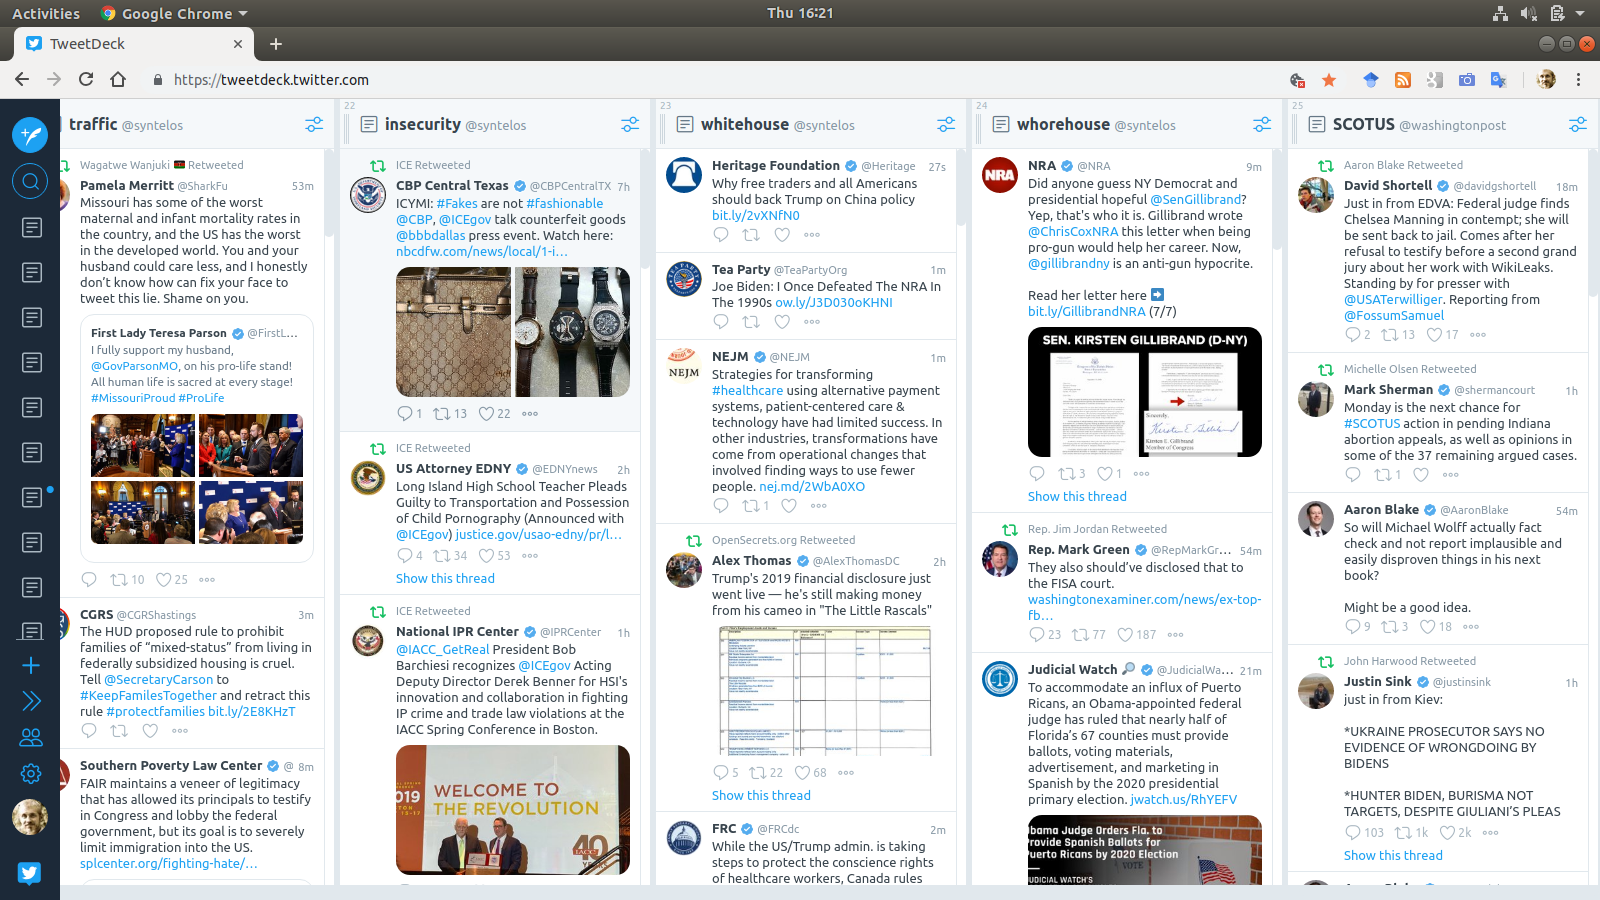 Activities
Google Chrome
Thu 16:21
TweetDeck
https://tweetdeck.twitter.com
traffic @syntelos
Wagatwe Wanjuki Retweeted
Pamela Merritt @SharkFu 53m
Missouri has some of the worst
maternal and infant mortality rates in
the country, and the US has the worst
in the developed world. You and your
husband could care less, and I honestly
don't know how can fix your face to
tweet this lie. Shame on you.
First Lady Teresa Parson @FirstL...
I fully support my husband,
@GovParsonMO, on his pro-life stand!
All human life is sacred at every stage!
#MissouriProud #ProLife
10 25
CGRS @CGRShastings 3m
The HUD proposed rule to prohibit
families of “mixed-status” from living in
federally subsidized housing is cruel.
Tell @SecretaryCarson to
#KeepFamilesTogether and retract this
rule #protectfamilies bit.ly/2E8KHzT
Southern Poverty Law Center @ 8m
FAIR maintains a veneer of legitimacy
that has allowed its principals to testify
in Congress and lobby the federal
government, but its goal is to severely
limit immigration into the US.
splcenter.org/fighting-hate/…
22
insecurity @syntelos
ICE Retweeted
CBP Central Texas @CBPCentralTX 7h
ICYMI: #Fakes are not #fashionable
@CBP, @ICEgov talk counterfeit goods
@bbbdallas press event. Watch here:
nbcdfw.com/news/local/1-i…
1 13 22
ICE Retweeted
US Attorney EDNY @EDNYnews 2h
Long Island High School Teacher Pleads
Guilty to Transportation and Possession
of Child Pornography (Announced with
@ICEgov) justice.gov/usao-edny/pr/l…
4 34 53
Show this thread
ICE Retweeted
National IPR Center @IPRCenter 1h
@IACC_GetReal President Bob
Barchiesi recognizes @ICEgov Acting
Deputy Director Derek Benner for HSI's
innovation and collaboration in fighting
IP crime and trade law violations at the
IACC Spring Conference in Boston.
2019
WELCOME TO
THE REVOLUTION
40
23
whitehouse @syntelos
Heritage Foundation @Heritage 27s
Why free traders and all Americans
should back Trump on China policy
bit.ly/2vXNfN0
Tea Party @TeaPartyOrg 1m
Joe Biden: I Once Defeated The NRA In
The 1990s ow.ly/J3D030oKHNI
NEJM
NEJM @NEJM 1m
Strategies for transforming
#healthcare using alternative payment
systems, patient-centered care &
technology have had limited success. In
other industries, transformations have
come from operational changes that
involved finding ways to use fewer
people. nej.md/2WbA0XO
1
OpenSecrets.org Retweeted
Alex Thomas @AlexThomasDC 2h
Trump's 2019 financial disclosure just
went live — he's still making money
from his cameo in "The Little Rascals"
5 22 68
Show this thread
FRC @FRCdc 2m
While the US/Trump admin. is taking
steps to protect the conscience rights
of healthcare workers, Canada rules
24
whorehouse @syntelos
NRA
NRA @NRA 9m
Did anyone guess NY Democrat and
presidential hopeful @SenGillibrand?
Yep, that's who it is. Gillibrand wrote
@ChrisCoxNRA this letter when being
pro-gun would help her career. Now,
@gillibrandny is an anti-gun hypocrite.
Read her letter here
bit.ly/GillibrandNRA (7/7)
SEN. KIRSTEN GILLIBRAND (D-NY)
Sincerely,
Kirsten E. Gillibrand
Kirsten E. Gillibrand
Member of Congress
3 1
Show this thread
Rep. Jim Jordan Retweeted
Rep. Mark Green @RepMarkGr... 54m
They also should've disclosed that to
the FISA court.
washingtonexaminer.com/news/ex-top-
fb…
23 77 187
Judicial Watch @JudicialWa... 21m
To accommodate an influx of Puerto
Ricans, an Obama-appointed federal
judge has ruled that nearly half of
Florida's 67 counties must provide
ballots, voting materials,
advertisement, and marketing in
Spanish by the 2020 presidential
primary election. jwatch.us/RhYEFV
Obama Judge Orders Fla. to
Provide Spanish Ballots for
Puerto Ricans by 2020 Election
JUDICIAL WATCH'S
25
SCOTUS @washingtonpost
Aaron Blake Retweeted
David Shortell @davidgshortell 18m
Just in from EDVA: Federal judge finds
Chelsea Manning in contempt; she will
be sent back to jail. Comes after her
refusal to testify before a second grand
jury about her work with WikiLeaks.
Standing by for presser with
@USATerwilliger. Reporting from
@FossumSamuel
2 13 17
Michelle Olsen Retweeted
Mark Sherman @shermancourt 1h
Monday is the next chance for
#SCOTUS action in pending Indiana
abortion appeals, as well as opinions in
some of the 37 remaining argued cases.
1
Aaron Blake @AaronBlake 54m
So will Michael Wolff actually fact
check and not report implausible and
easily disproven things in his next
book?
Might be a good idea.
9 3 18
John Harwood Retweeted
Justin Sink @justinsink 1h
just in from Kiev:
*UKRAINE PROSECUTOR SAYS NO
EVIDENCE OF WRONGDOING BY
BIDENS
*HUNTER BIDEN, BURISMA NOT
TARGETS, DESPITE GIULIANI'S PLEAS
103 1k 2k
Show this thread